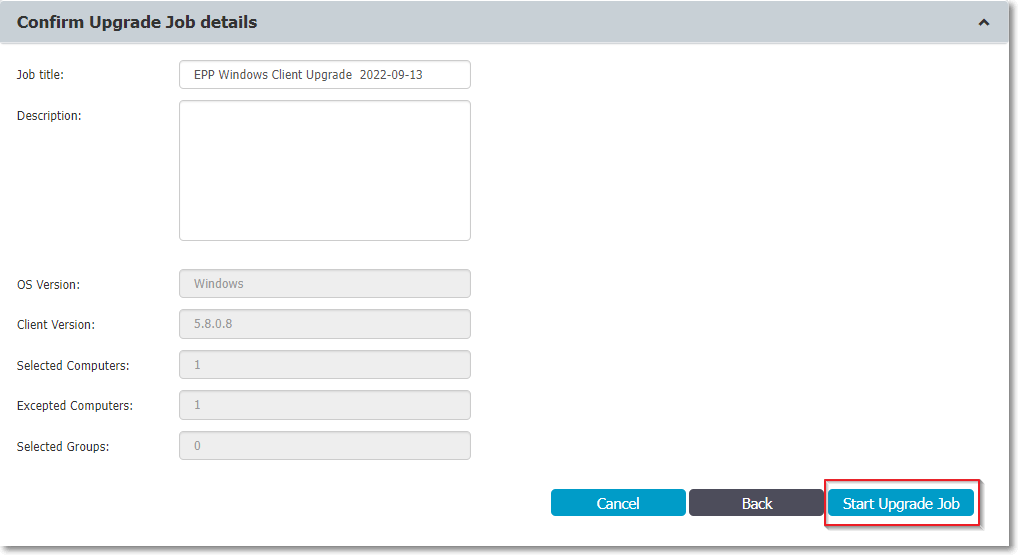 Confirm Upgrade Job details
Job title: EPP Windows Client Upgrade  2022-09-13
Description:
OS Version: Windows
Client Version: 5.8.0.8
Selected Computers: 1
Excepted Computers: 1
Selected Groups: 0
Cancel Back Start Upgrade Job